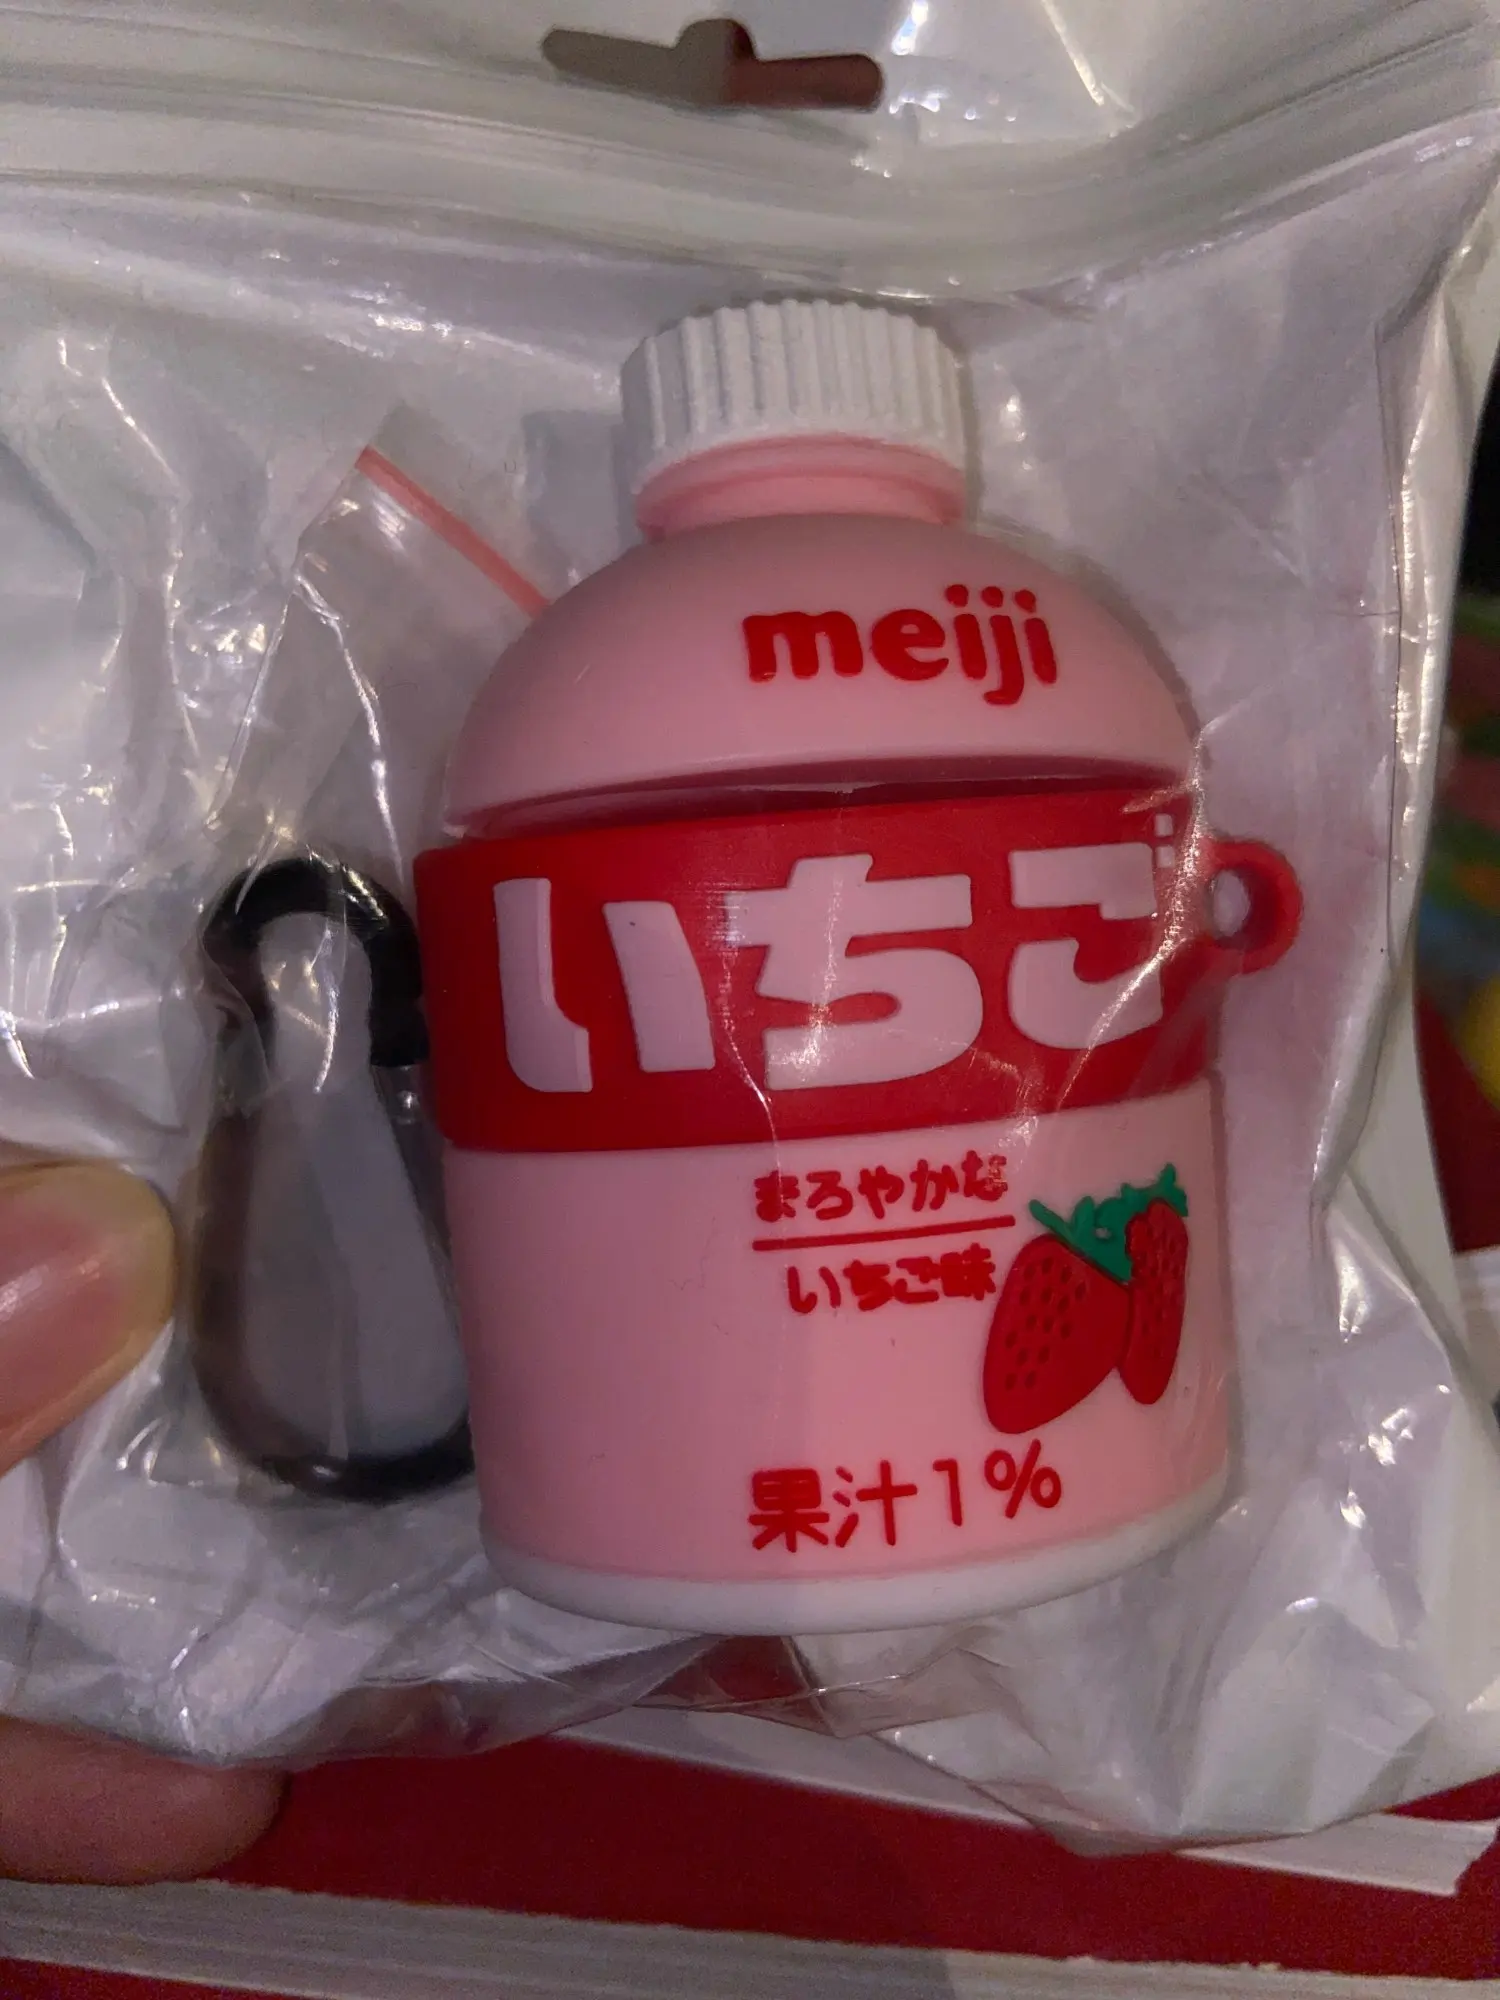 meiji
いちご
まろやかな
いちご味
果汁1%